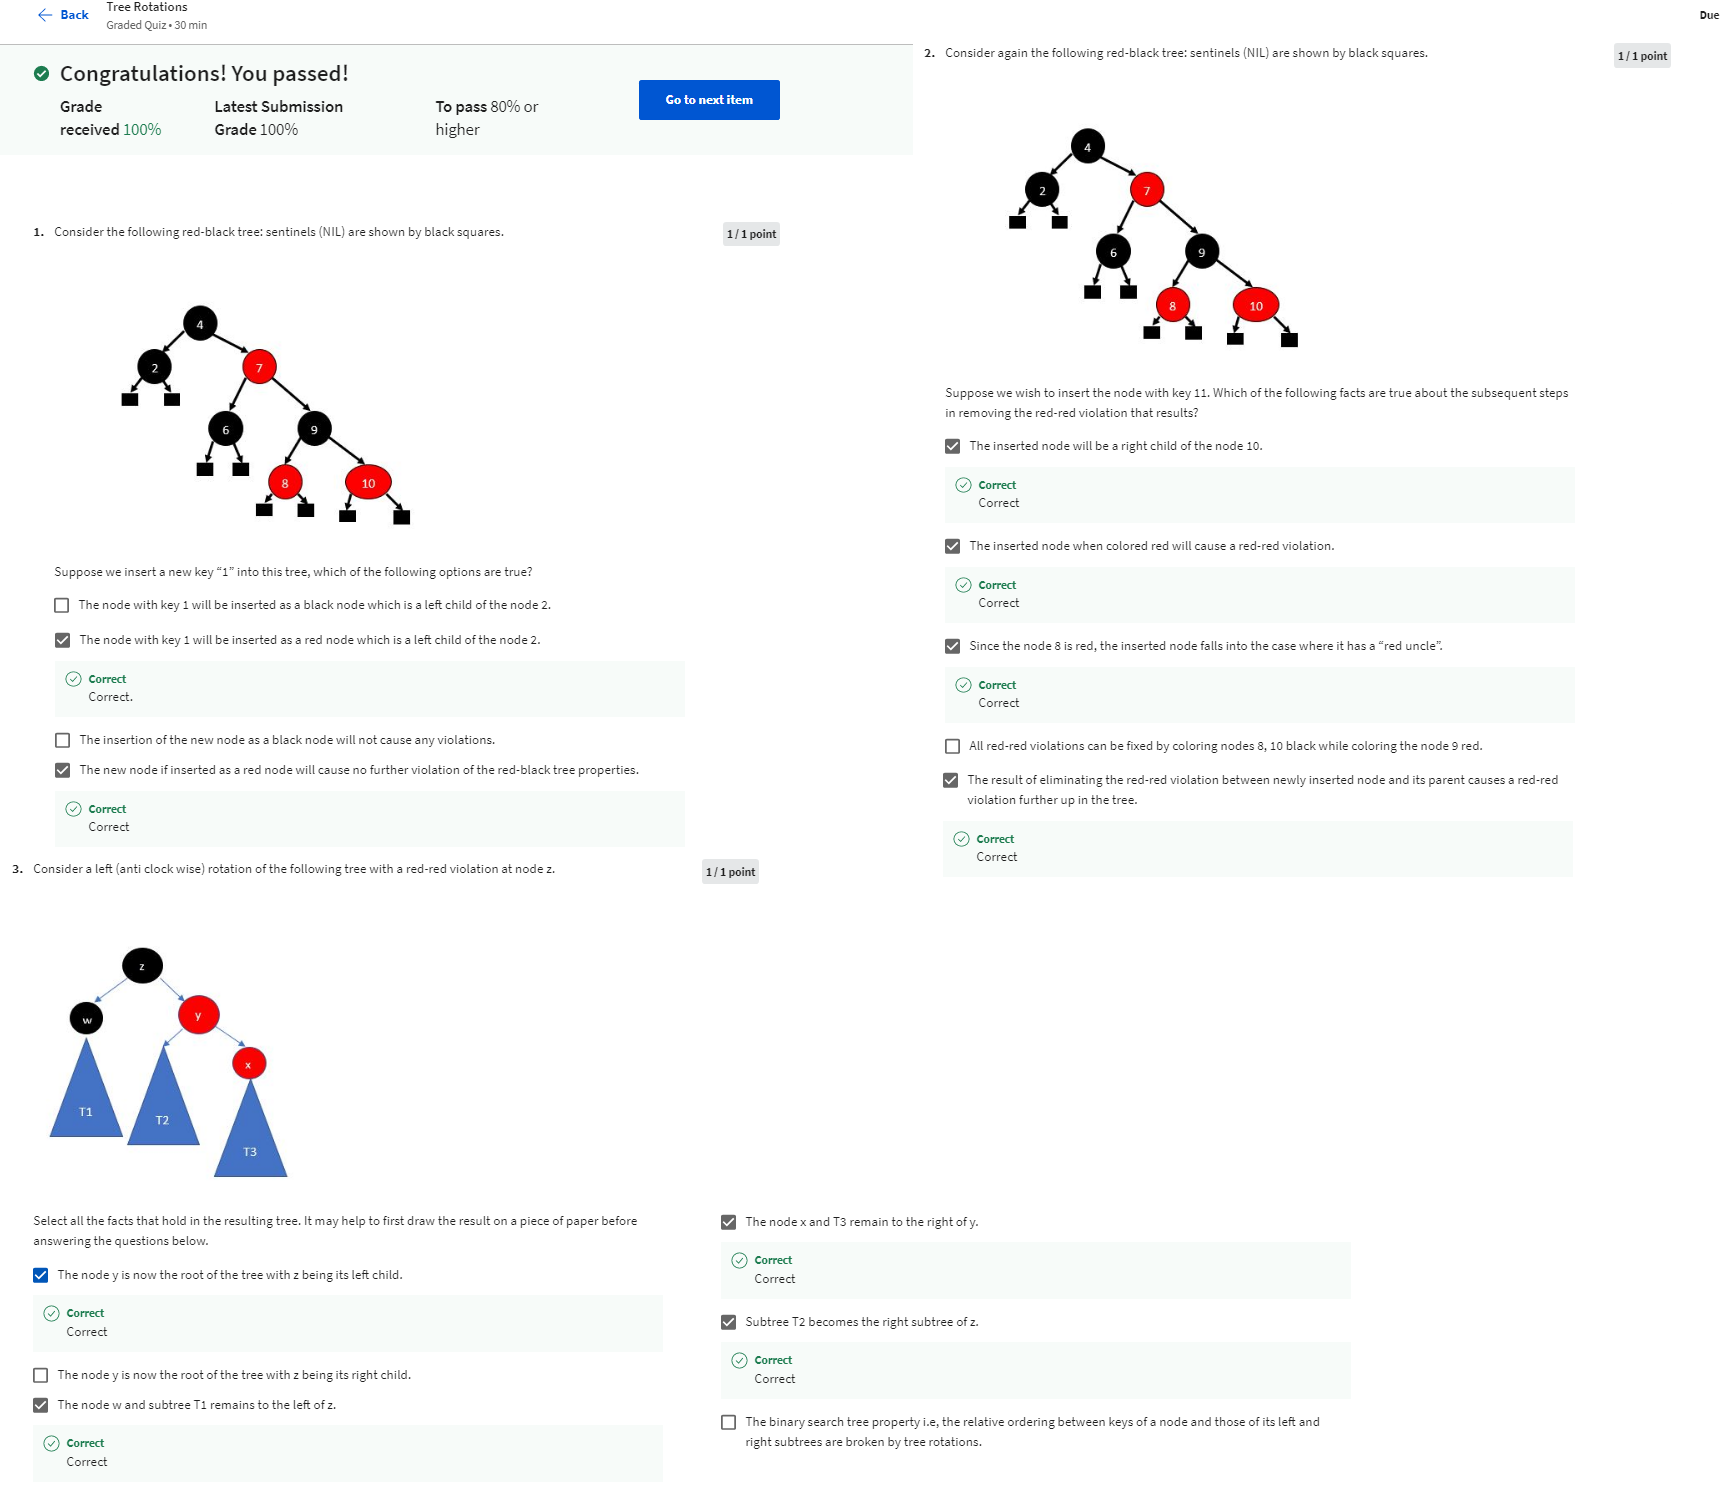 Back
Tree Rotations
Graded Quiz • 30 min
Due
Congratulations! You passed!
Grade
received 100%
Latest Submission
Grade 100%
To pass 80% or
higher
Go to next item
1. Consider the following red-black tree: sentinels (NIL) are shown by black squares.
1 / 1 point
4
2
7
6
9
8
10
Suppose we insert a new key “1” into this tree, which of the following options are true?
The node with key 1 will be inserted as a black node which is a left child of the node 2.
The node with key 1 will be inserted as a red node which is a left child of the node 2.
Correct
Correct.
The insertion of the new node as a black node will not cause any violations.
The new node if inserted as a red node will cause no further violation of the red-black tree properties.
Correct
Correct
2. Consider again the following red-black tree: sentinels (NIL) are shown by black squares.
1 / 1 point
4
2
7
6
9
8
10
Suppose we wish to insert the node with key 11. Which of the following facts are true about the subsequent steps
in removing the red-red violation that results?
The inserted node will be a right child of the node 10.
Correct
Correct
The inserted node when colored red will cause a red-red violation.
Correct
Correct
Since the node 8 is red, the inserted node falls into the case where it has a “red uncle”.
Correct
Correct
All red-red violations can be fixed by coloring nodes 8, 10 black while coloring the node 9 red.
The result of eliminating the red-red violation between newly inserted node and its parent causes a red-red
violation further up in the tree.
Correct
Correct
3. Consider a left (anti clock wise) rotation of the following tree with a red-red violation at node z.
1 / 1 point
z
w
y
x
T1
T2
T3
Select all the facts that hold in the resulting tree. It may help to first draw the result on a piece of paper before
answering the questions below.
The node y is now the root of the tree with z being its left child.
Correct
Correct
The node y is now the root of the tree with z being its right child.
The node w and subtree T1 remains to the left of z.
Correct
Correct
The node x and T3 remain to the right of y.
Correct
Correct
Subtree T2 becomes the right subtree of z.
Correct
Correct
The binary search tree property i.e, the relative ordering between keys of a node and those of its left and
right subtrees are broken by tree rotations.